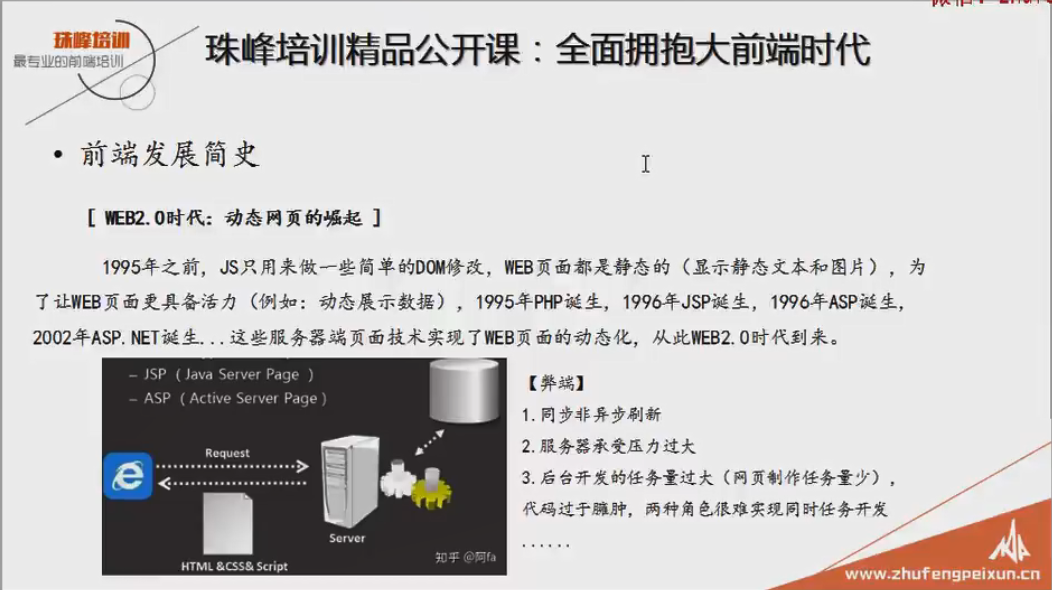 珠峰培训
最专业的前端培训
珠峰培训精品公开课：全面拥抱大前端时代
• 前端发展简史
[ WEB2.0时代：动态网页的崛起 ]
1995年之前，JS只用来做一些简单的DOM修改，WEB页面都是静态的（显示静态文本和图片），为
了让WEB页面更具备活力（例如：动态展示数据），1995年PHP诞生，1996年JSP诞生，1996年ASP诞生，
2002年ASP.NET诞生...这些服务器端页面技术实现了WEB页面的动态化，从此WEB2.0时代到来。
– JSP （Java Server Page ）
– ASP （Active Server Page）
Request
Server
HTML &CSS& Script
知乎 @阿fa
【弊端】
1.同步非异步刷新
2.服务器承受压力过大
3.后台开发的任务量过大（网页制作任务量少），
代码过于臃肿，两种角色很难实现同时任务开发
......
www.zhufengpeixun.cn